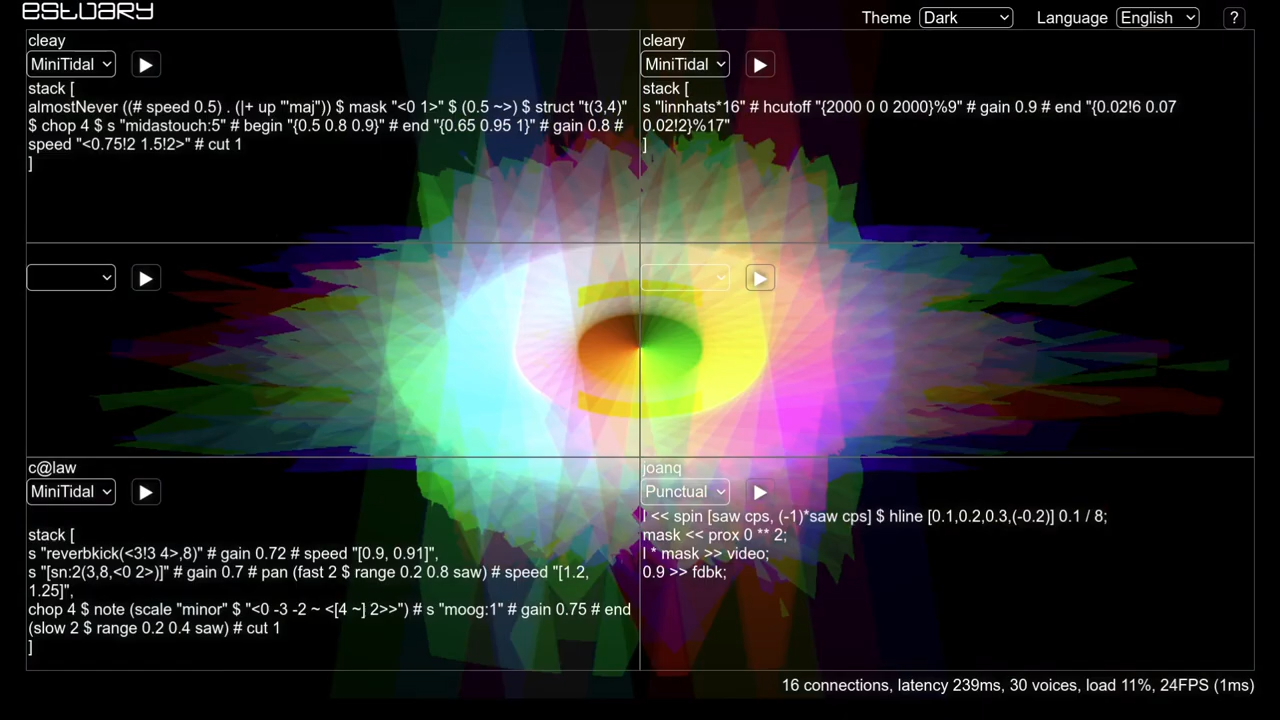 estuary
Theme Dark Language English ?
cleay
MiniTidal
stack [
almostNever ((# speed 0.5) . (|+ up "'maj")) $ mask "<0 1>" $ (0.5 ~>) $ struct "t(3,4)"
$ chop 4 $ s "midastouch:5" # begin "{0.5 0.8 0.9}" # end "{0.65 0.95 1}" # gain 0.8 #
speed "<0.75!2 1.5!2>" # cut 1
]
cleary
MiniTidal
stack [
s "linnhats*16" # hcutoff "{2000 0 0 2000}%9" # gain 0.9 # end "{0.02!6 0.07
0.02!2}%17"
]
c@law
MiniTidal
stack [
s "reverbkick(<3!3 4>,8)" # gain 0.72 # speed "[0.9, 0.91]",
s "[sn:2(3,8,<0 2>)]" # gain 0.7 # pan (fast 2 $ range 0.2 0.8 saw) # speed "[1.2,
1.25]",
chop 4 $ note (scale "minor" $ "<0 -3 -2 ~ <[4 ~] 2>>") # s "moog:1" # gain 0.75 # end
(slow 2 $ range 0.2 0.4 saw) # cut 1
]
joanq
Punctual
l << spin [saw cps, (-1)*saw cps] $ hline [0.1,0.2,0.3,(-0.2)] 0.1 / 8;
mask << prox 0 ** 2;
l * mask >> video;
0.9 >> fdbk;
16 connections, latency 239ms, 30 voices, load 11%, 24FPS (1ms)